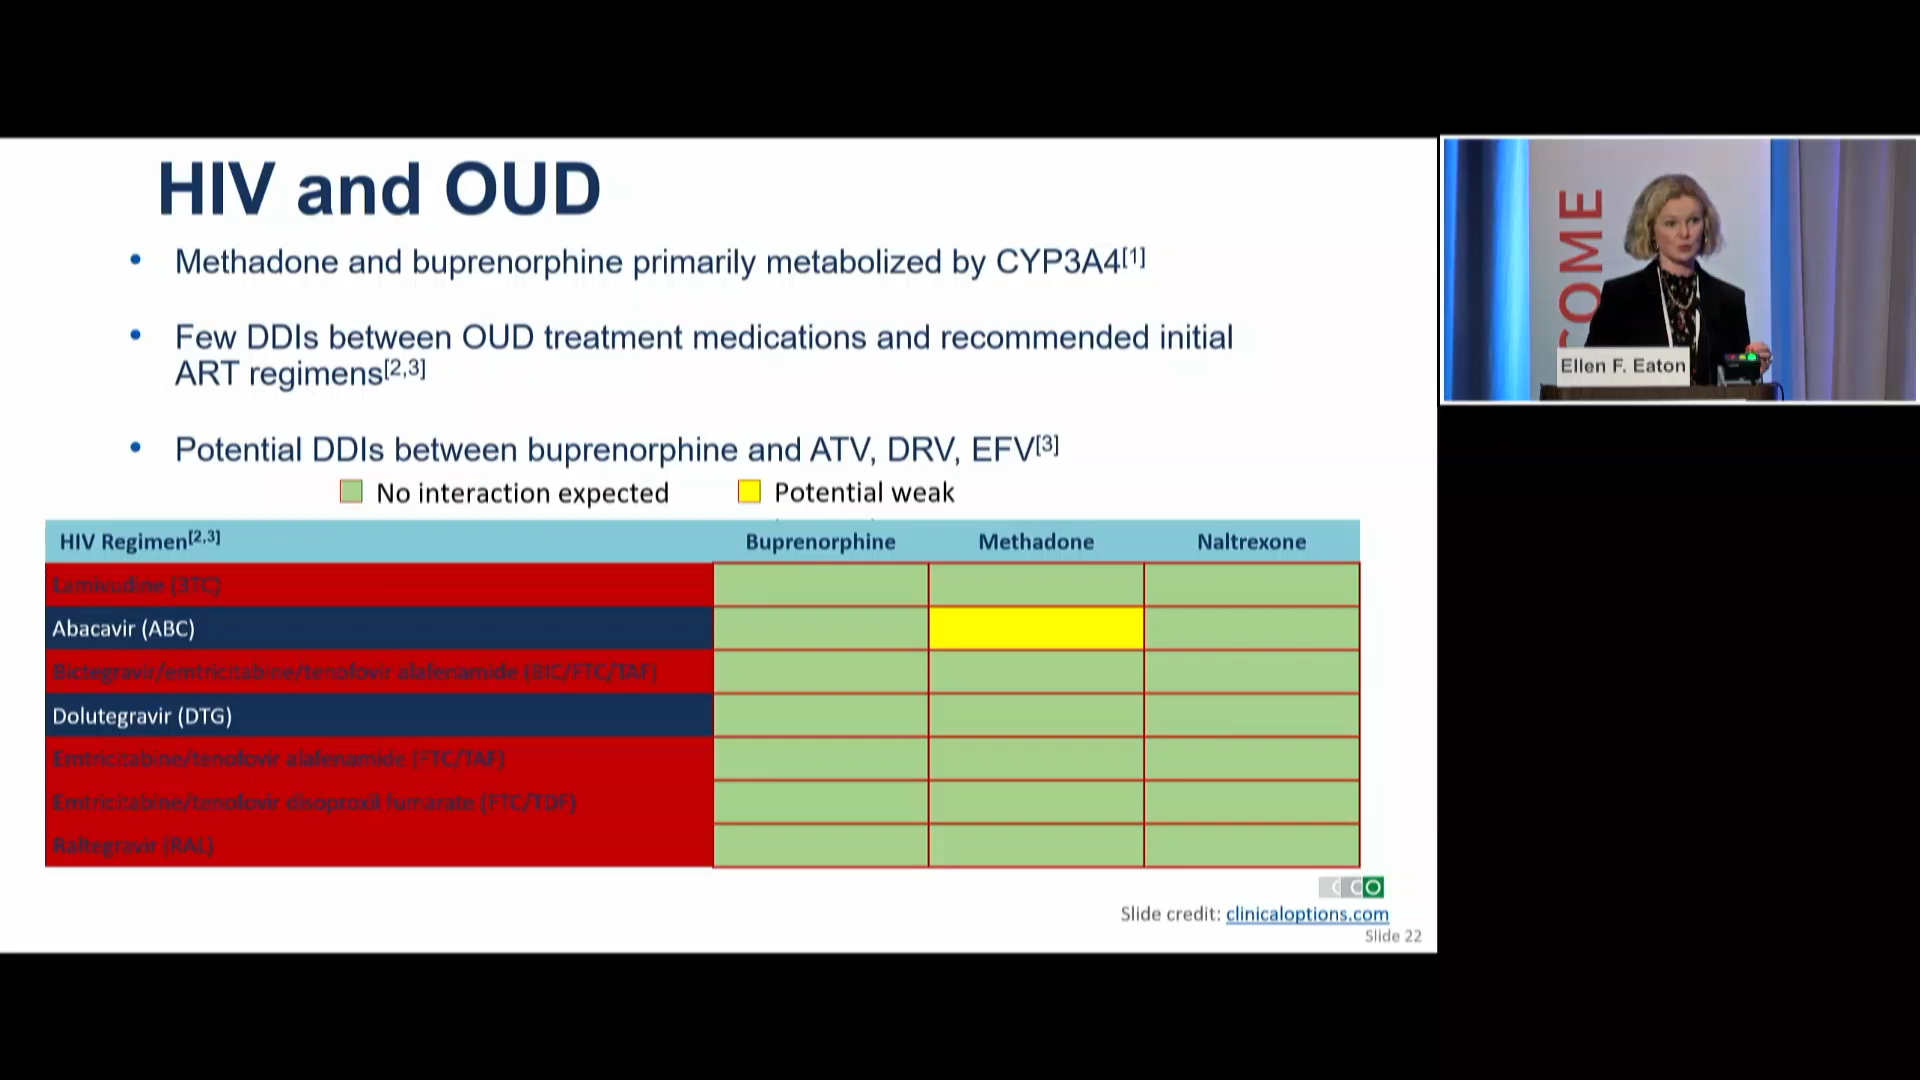 HIV and OUD
• Methadone and buprenorphine primarily metabolized by CYP3A4[1]
• Few DDIs between OUD treatment medications and recommended initial
ART regimens[2,3]
• Potential DDIs between buprenorphine and ATV, DRV, EFV[3]
No interaction expected
Potential weak
HIV Regimen[2,3] Buprenorphine Methadone Naltrexone
Lamivudine (3TC)
Abacavir (ABC)
Bictegravir/emtricitabine/tenofovir alafenamide (BIC/FTC/TAF)
Dolutegravir (DTG)
Emtricitabine/tenofovir alafenamide (FTC/TAF)
Emtricitabine/tenofovir disoproxil fumarate (FTC/TDF)
Raltegravir (RAL)
CCO
Slide credit: clinicaloptions.com
Slide 22
OME
Ellen F. Eaton